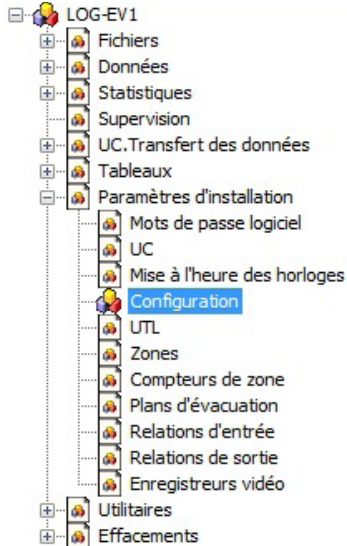 LOG-EV1
Fichiers
Données
Statistiques
Supervision
UC.Transfert des données
Tableaux
Paramètres d'installation
Mots de passe logiciel
UC
Mise à l'heure des horloges
Configuration
UTL
Zones
Compteurs de zone
Plans d'évacuation
Relations d'entrée
Relations de sortie
Enregistreurs vidéo
Utilitaires
Effacements